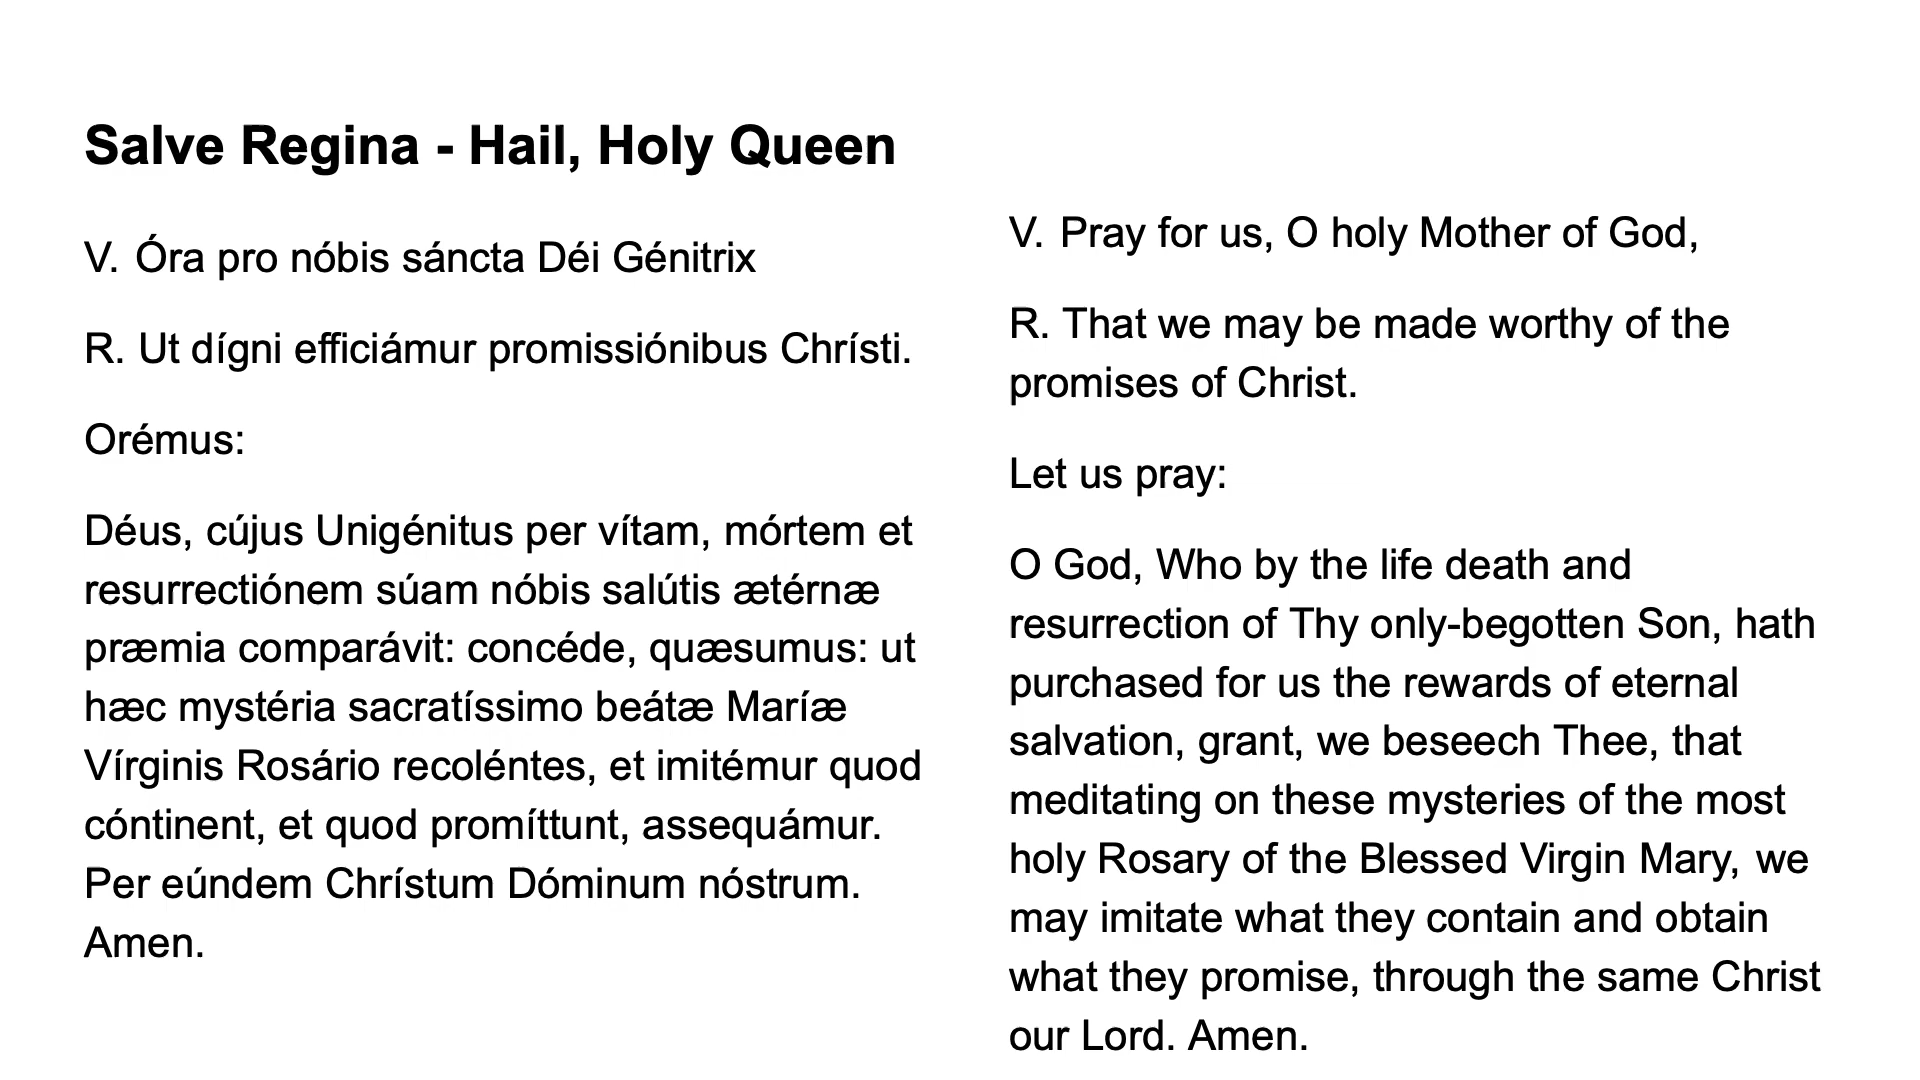 Salve Regina - Hail, Holy Queen
V. Óra pro nóbis sáncta Déi Génitrix
R. Ut dígni efficiámur promissiónibus Chrísti.
Orémus:
Déus, cújus Unigénitus per vítam, mórtem et
resurrectiónem súam nóbis salútis ætérnæ
præmia comparávit: concéde, quæsumus: ut
hæc mystéria sacratíssimo beátæ Maríæ
Vírginis Rosário recoléntes, et imitémur quod
cóntinent, et quod promíttunt, assequámur.
Per eúndem Chrístum Dóminum nóstrum.
Amen.
V. Pray for us, O holy Mother of God,
R. That we may be made worthy of the
promises of Christ.
Let us pray:
O God, Who by the life death and
resurrection of Thy only-begotten Son, hath
purchased for us the rewards of eternal
salvation, grant, we beseech Thee, that
meditating on these mysteries of the most
holy Rosary of the Blessed Virgin Mary, we
may imitate what they contain and obtain
what they promise, through the same Christ
our Lord. Amen.